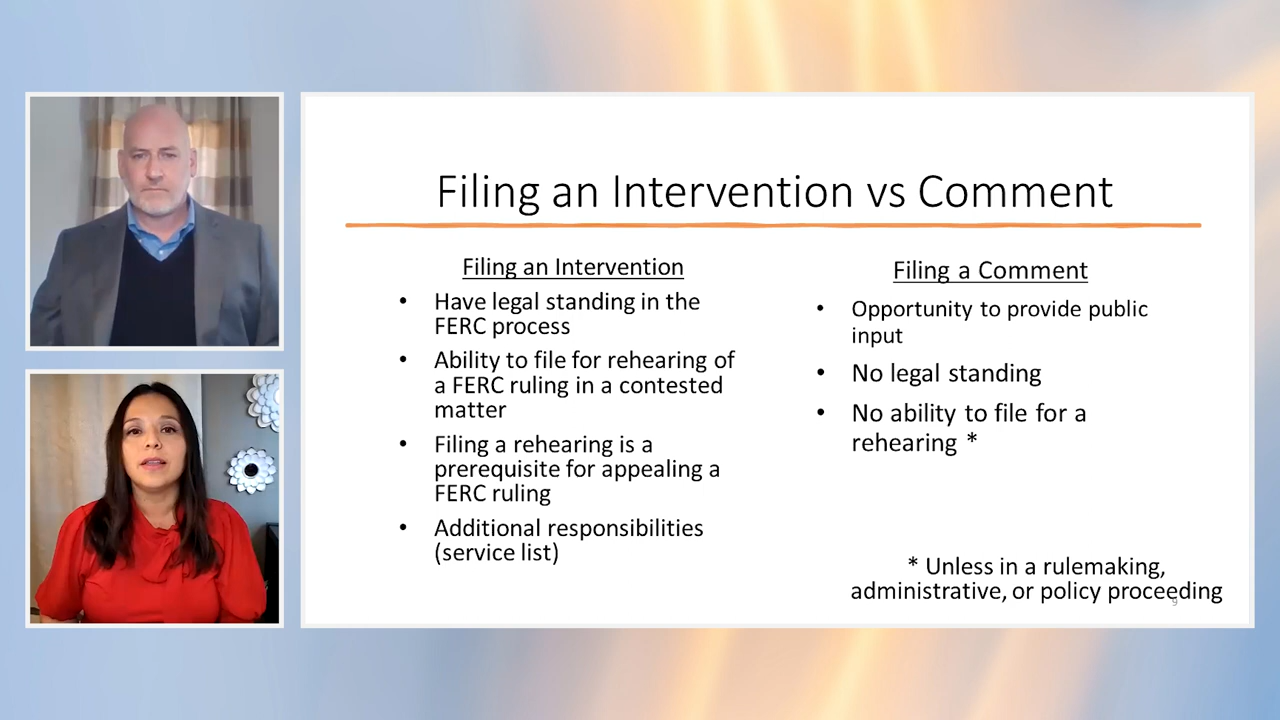 Filing an Intervention vs Comment
Filing an Intervention
• Have legal standing in the
FERC process
• Ability to file for rehearing of
a FERC ruling in a contested
matter
• Filing a rehearing is a
prerequisite for appealing a
FERC ruling
• Additional responsibilities
(service list)
Filing a Comment
• Opportunity to provide public
input
• No legal standing
• No ability to file for a
rehearing *
* Unless in a rulemaking,
administrative, or policy proceeding
9